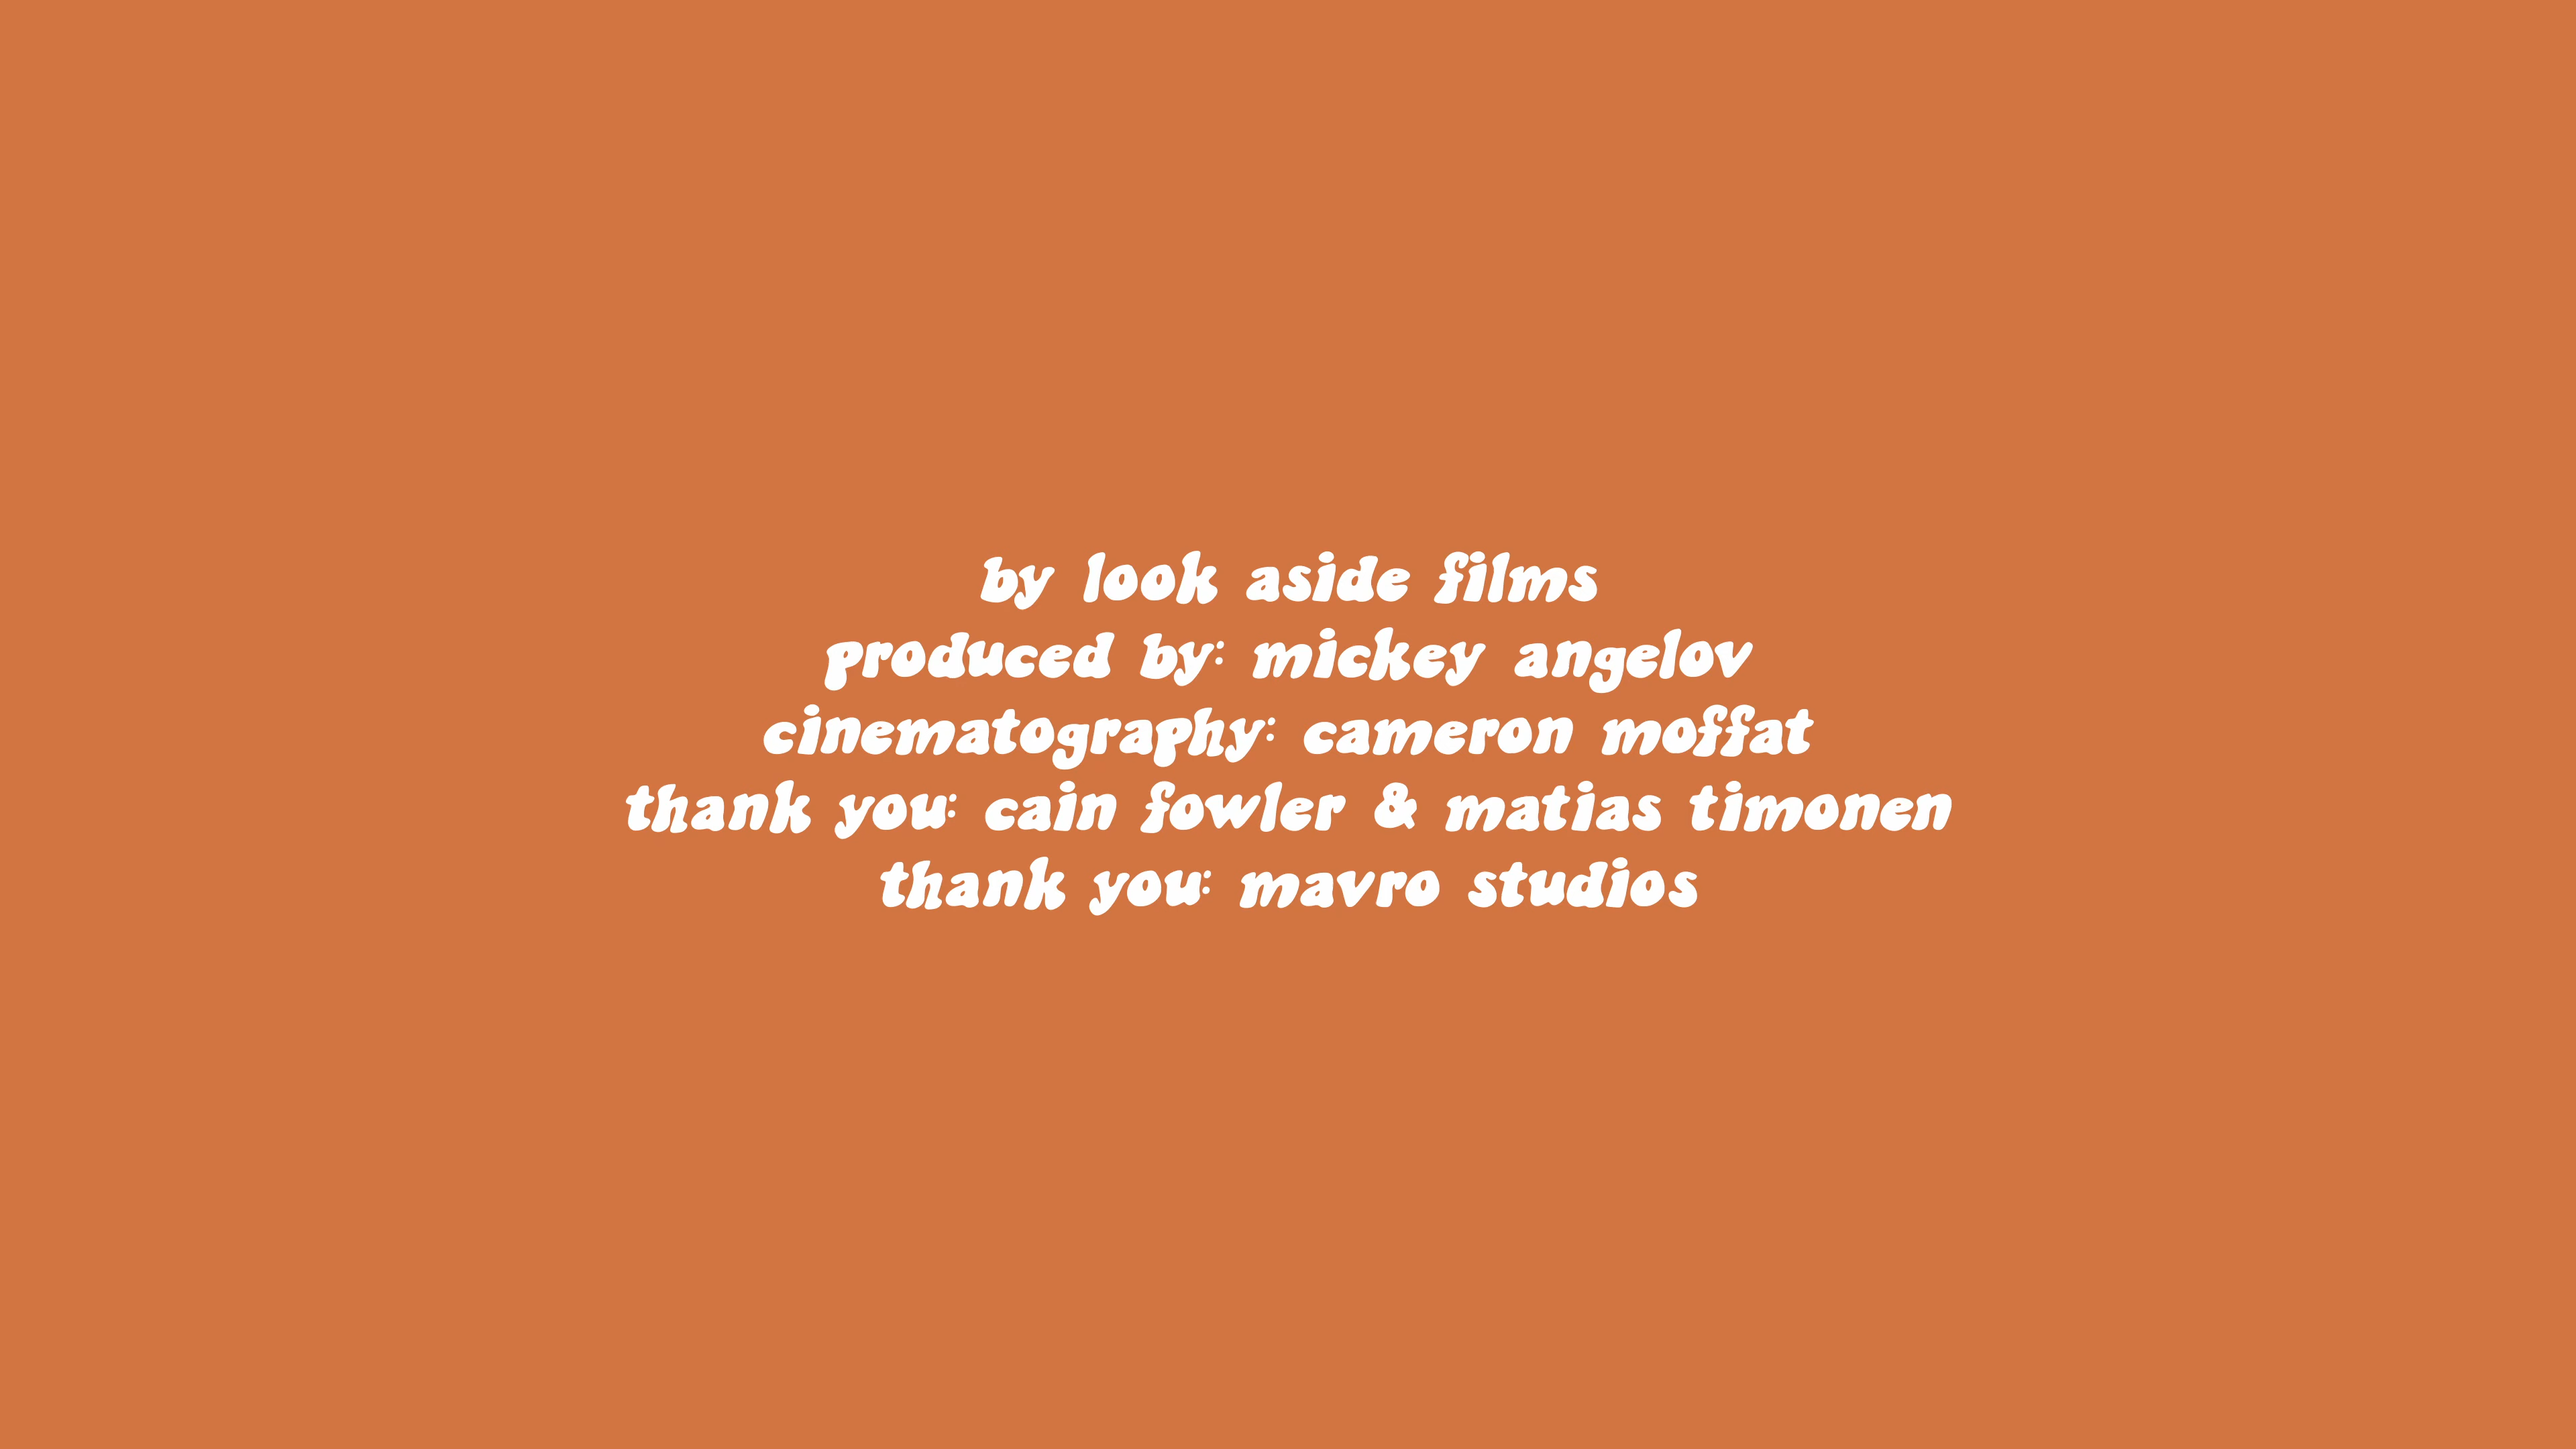 by look aside films
produced by: mickey angelov
cinematography: cameron moffat
thank you: cain fowler & matias timonen
thank you: mavro studios